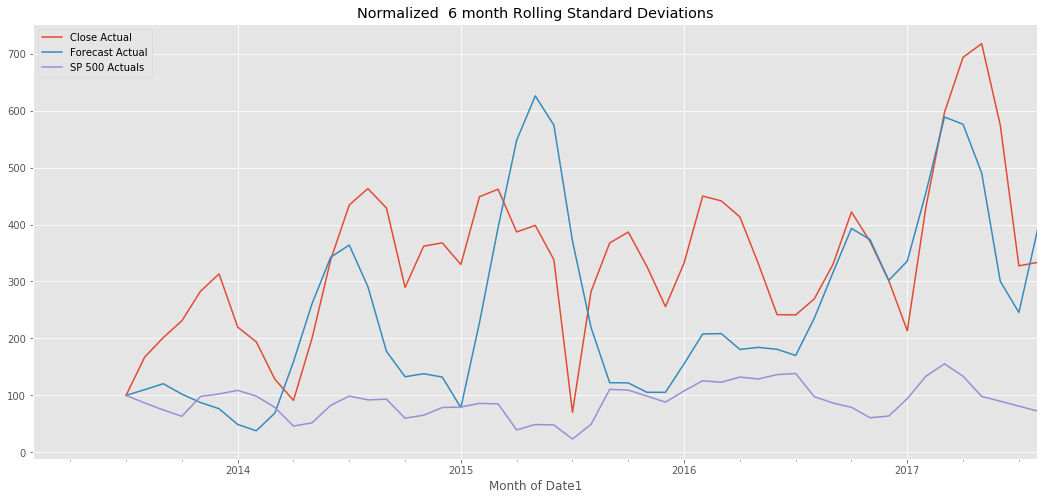 Normalized  6 month Rolling Standard Deviations
Close Actual
Forecast Actual
SP 500 Actuals
700
600
500
400
300
200
100
0
2014 2015 2016 2017
Month of Date1